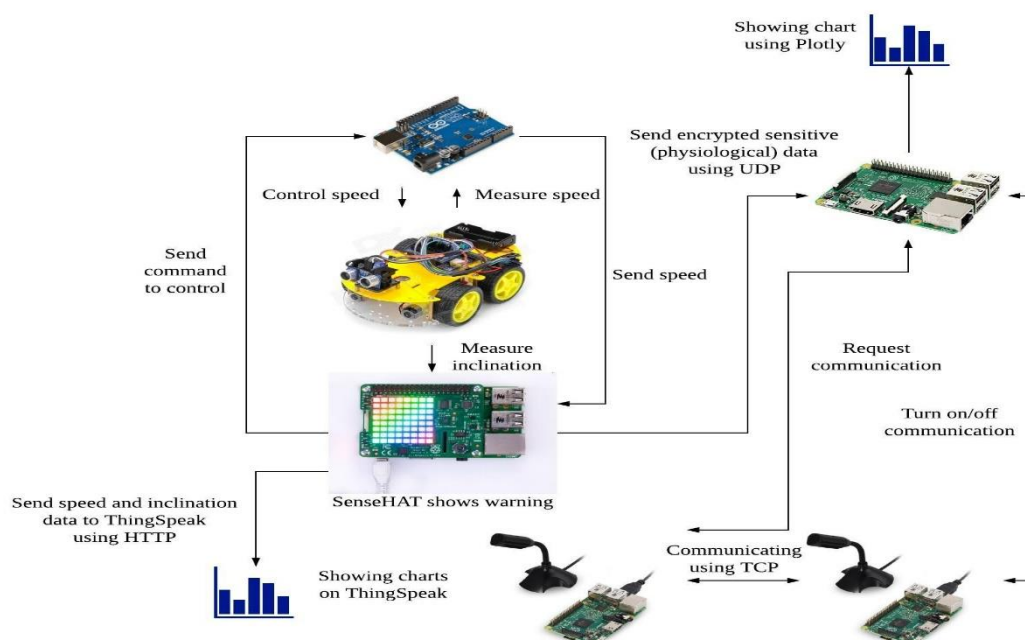 Showing chart
using Plotly
Send encrypted sensitive
(physiological) data
using UDP
Control speed
Measure speed
Send
command
to control
Send speed
Measure
inclination
Request
communication
Turn on/off
communication
SenseHAT shows warning
Send speed and inclination
data to ThingSpeak
using HTTP
Communicating
using TCP
Showing charts
on ThingSpeak